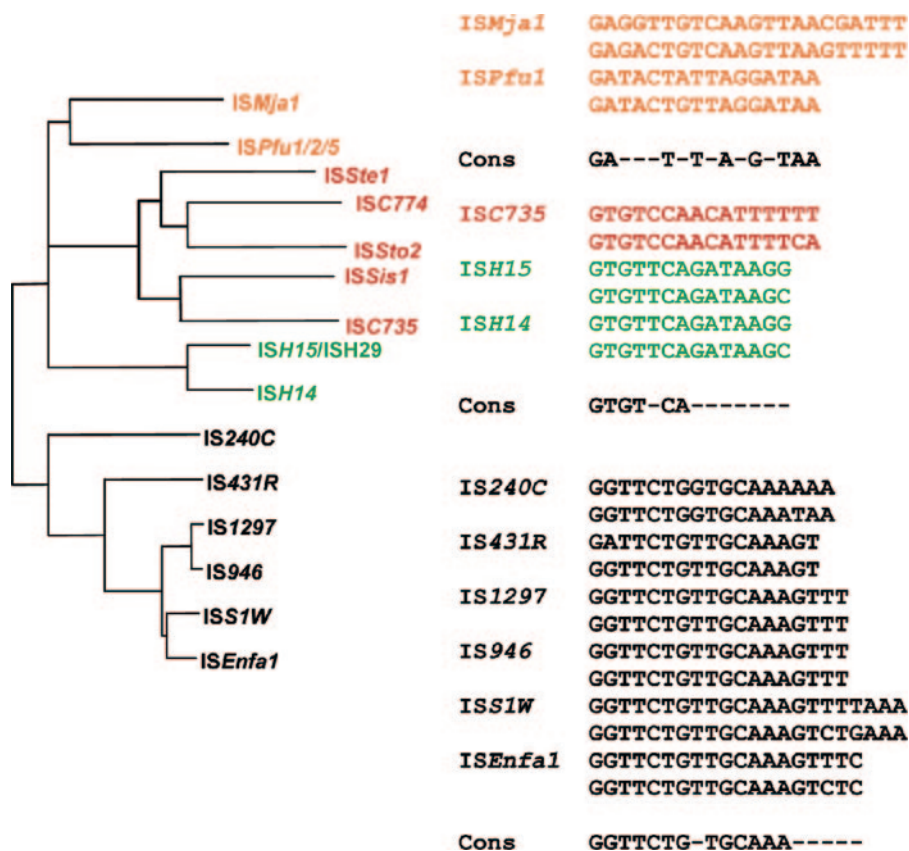 ISMja1
ISPfu1/2/5
ISSte1
ISC774
ISSto2
ISSis1
ISC735
ISH15/ISH29
ISH14
IS240C
IS431R
IS1297
IS946
ISS1W
ISEnfa1
ISMja1 GAGGTTGTCAAGTTAACGATTT
GAGACTGTCAAGTTAAGTTTTT
ISPfu1 GATACTATTAGGATAA
GATACTGTTAGGATAA
Cons GA---T-T-A-G-TAA
ISC735 GTGTCCAACATTTTTT
GTGTCCAACATTTTCA
ISH15 GTGTTCAGATAAGG
GTGTTCAGATAAGC
ISH14 GTGTTCAGATAAGG
GTGTTCAGATAAGC
Cons GTGT-CA-------
IS240C GGTTCTGGTGCAAAAAA
GGTTCTGGTGCAAATAA
IS431R GATTCTGTTGCAAAGT
GGTTCTGTTGCAAAGT
IS1297 GGTTCTGTTGCAAAGTTT
GGTTCTGTTGCAAAGTTT
IS946 GGTTCTGTTGCAAAGTTT
GGTTCTGTTGCAAAGTTT
ISS1W GGTTCTGTTGCAAAGTTTTAAA
GGTTCTGTTGCAAAGTCTGAAA
ISEnfa1 GGTTCTGTTGCAAAGTTTC
GGTTCTGTTGCAAAGTCTC
Cons GGTTCTG-TGCAAA-----